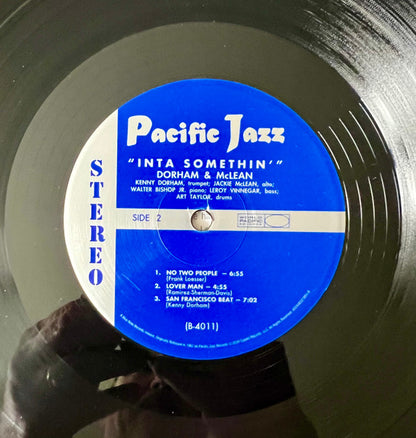 Pacific Jazz
"INTA SOMETHIN'"
DORHAM & McLEAN
KENNY DORHAM, trumpet; JACKIE McLEAN, alto;
WALTER BISHOP JR. piano; LEROY VINNEGAR, bass;
ART TAYLOR, drums
STEREO
SIDE 2
WORLD
PACIFIC
1. NO TWO PEOPLE – 6:55
(Frank Loesser)
2. LOVER MAN – 4:55
(Ramirez-Sherman-Davis)
3. SAN FRANCISCO BEAT – 7:02
(Kenny Dorham)
(B-4011)